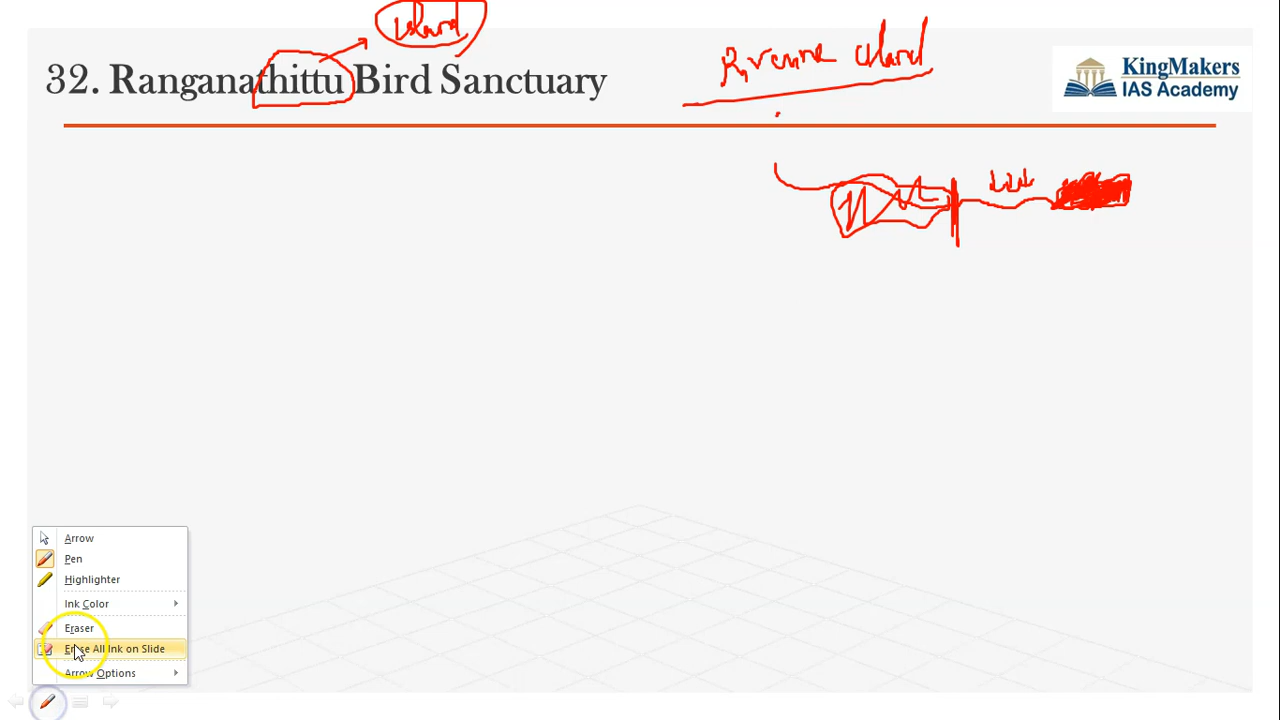 Island
32. Ranganathittu Bird Sanctuary
Riverine Island
KingMakers
IAS Academy
Arrow
Pen
Highlighter
Ink Color
Eraser
Erase All Ink on Slide
Arrow Options